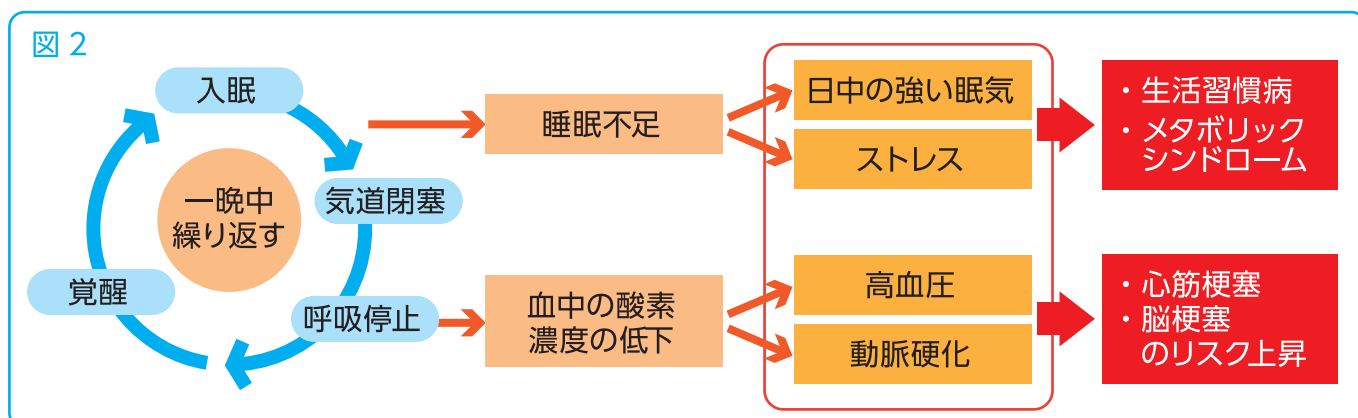 図 2
入眠
気道閉塞
呼吸停止
覚醒
一晩中
繰り返す
睡眠不足
血中の酸素
濃度の低下
日中の強い眠気
ストレス
高血圧
動脈硬化
・生活習慣病
・メタボリック
シンドローム
・心筋梗塞
・脳梗塞
のリスク上昇